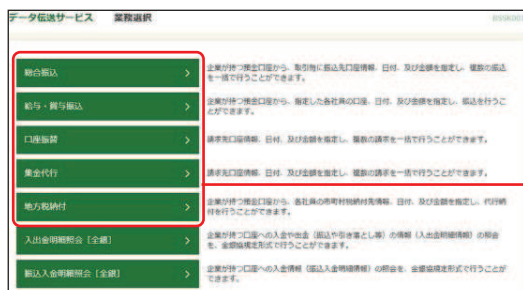 データ伝送サービス 業務選択
総合振込
企業が持つ預金口座から、取引先に振込先口座情報、日付、及び金額を指定し、複数の振込
を一括で行うことができます。
給与・賞与振込
企業が持つ預金口座から、指定した各社員の口座、日付、及び金額を指定し、振込を行うこ
とができます。
口座振替
請求先口座情報、日付、及び金額を指定し、複数の請求を一括で行うことができます。
集金代行
請求先口座情報、日付、及び金額を指定し、複数の請求を一括で行うことができます。
地方税納付
企業が持つ預金口座から、各社員の市町村税納付先情報、日付、及び金額を指定し、代行納
付を行うことができます。
入出金明細照会［全銀］
企業が持つ口座への入金や出金（振込や引き落とし等）の情報（入出金明細情報）の照会
を、全銀協規定形式で行うことができます。
振込入金明細照会［全銀］
企業が持つ口座への入金情報（振込入金明細情報）の照会を、全銀協規定形式で行うことが
できます。